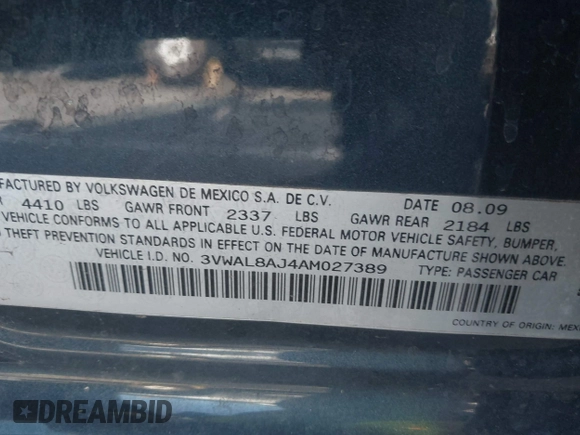 FACTURED BY VOLKSWAGEN DE MEXICO S.A. DE C.V. DATE 08.09
4410 LBS GAWR FRONT 2337 LBS GAWR REAR 2184 LBS
VEHICLE CONFORMS TO ALL APPLICABLE U.S. FEDERAL MOTOR VEHICLE SAFETY, BUMPER,
THEFT PREVENTION STANDARDS IN EFFECT ON THE DATE OF MANUFACTURE SHOWN ABOVE.
VEHICLE I.D. NO. 3VWAL8AJ4AM027389 TYPE: PASSENGER CAR
COUNTRY OF ORIGIN: MEXI
DREAMBID